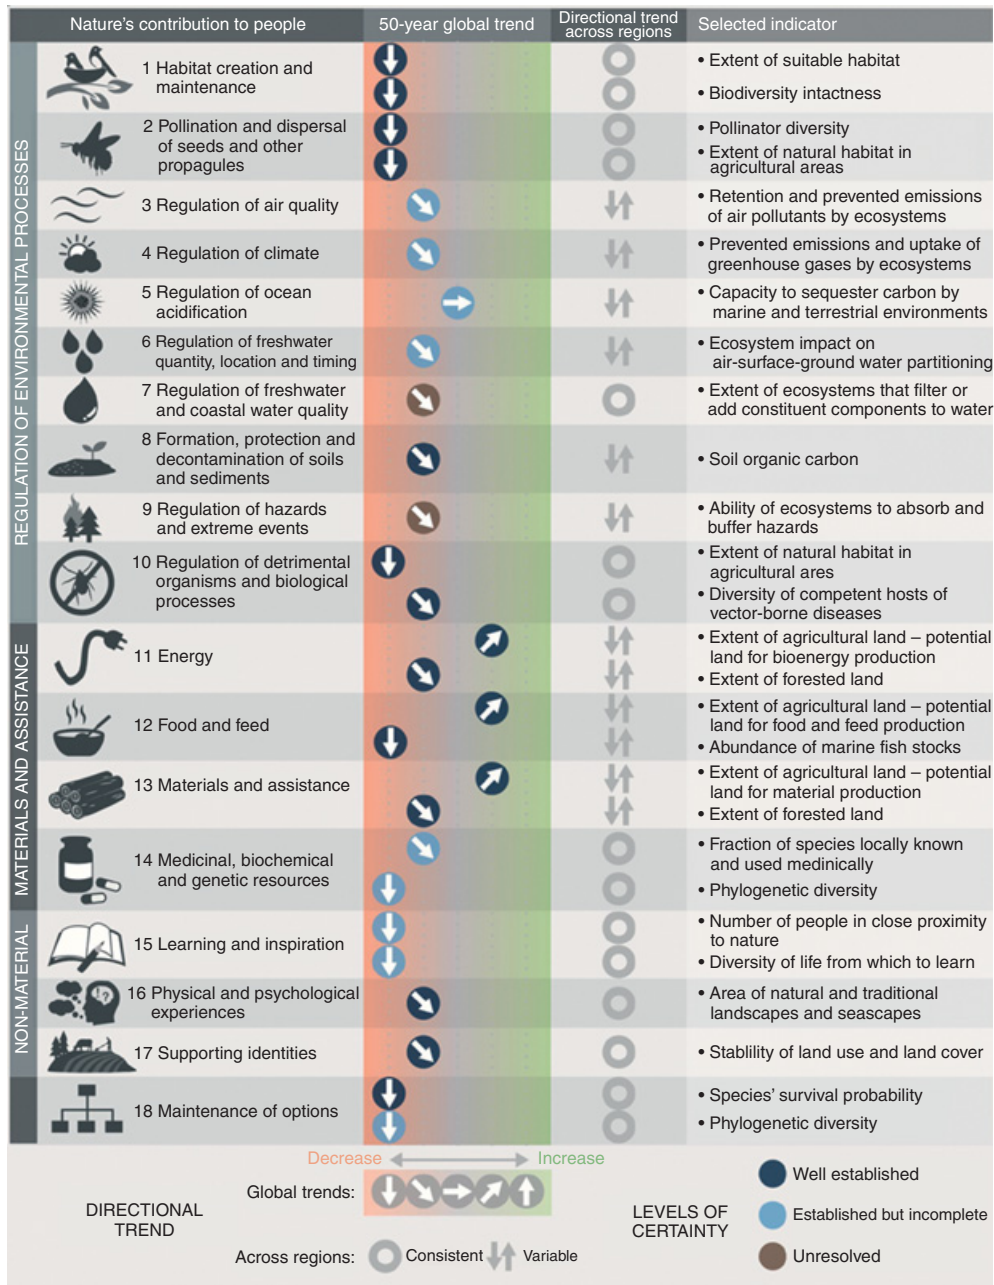 Nature's contribution to people
50-year global trend
Directional trend
across regions
Selected indicator
REGULATION OF ENVIRONMENTAL PROCESSES
1 Habitat creation and
maintenance
• Extent of suitable habitat
• Biodiversity intactness
2 Pollination and dispersal
of seeds and other
propagules
• Pollinator diversity
• Extent of natural habitat in
agricultural areas
3 Regulation of air quality
• Retention and prevented emissions
of air pollutants by ecosystems
4 Regulation of climate
• Prevented emissions and uptake of
greenhouse gases by ecosystems
5 Regulation of ocean
acidification
• Capacity to sequester carbon by
marine and terrestrial environments
6 Regulation of freshwater
quantity, location and timing
• Ecosystem impact on
air-surface-ground water partitioning
7 Regulation of freshwater
and coastal water quality
• Extent of ecosystems that filter or
add constituent components to water
8 Formation, protection and
decontamination of soils
and sediments
• Soil organic carbon
9 Regulation of hazards
and extreme events
• Ability of ecosystems to absorb and
buffer hazards
10 Regulation of detrimental
organisms and biological
processes
• Extent of natural habitat in
agricultural ares
• Diversity of competent hosts of
vector-borne diseases
MATERIALS AND ASSISTANCE
11 Energy
• Extent of agricultural land – potential
land for bioenergy production
• Extent of forested land
12 Food and feed
• Extent of agricultural land – potential
land for food and feed production
• Abundance of marine fish stocks
13 Materials and assistance
• Extent of agricultural land – potential
land for material production
• Extent of forested land
14 Medicinal, biochemical
and genetic resources
• Fraction of species locally known
and used medinically
• Phylogenetic diversity
NON-MATERIAL
15 Learning and inspiration
• Number of people in close proximity
to nature
• Diversity of life from which to learn
16 Physical and psychological
experiences
• Area of natural and traditional
landscapes and seascapes
17 Supporting identities
• Stablility of land use and land cover
18 Maintenance of options
• Species' survival probability
• Phylogenetic diversity
Decrease
Increase
DIRECTIONAL
TREND
Global trends:
Across regions:
Consistent
Variable
LEVELS OF
CERTAINTY
Well established
Established but incomplete
Unresolved